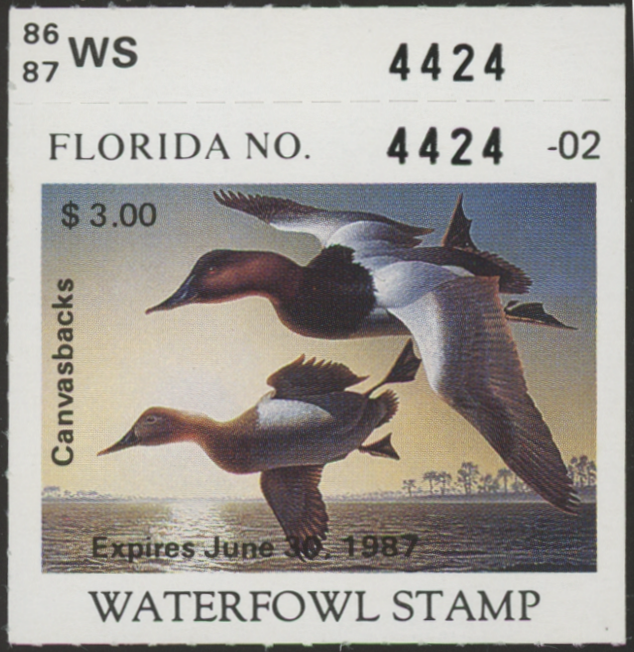 86
87 WS 4424
FLORIDA NO. 4424 -02
$ 3.00
Canvasbacks
Expires June 30, 1987
WATERFOWL STAMP